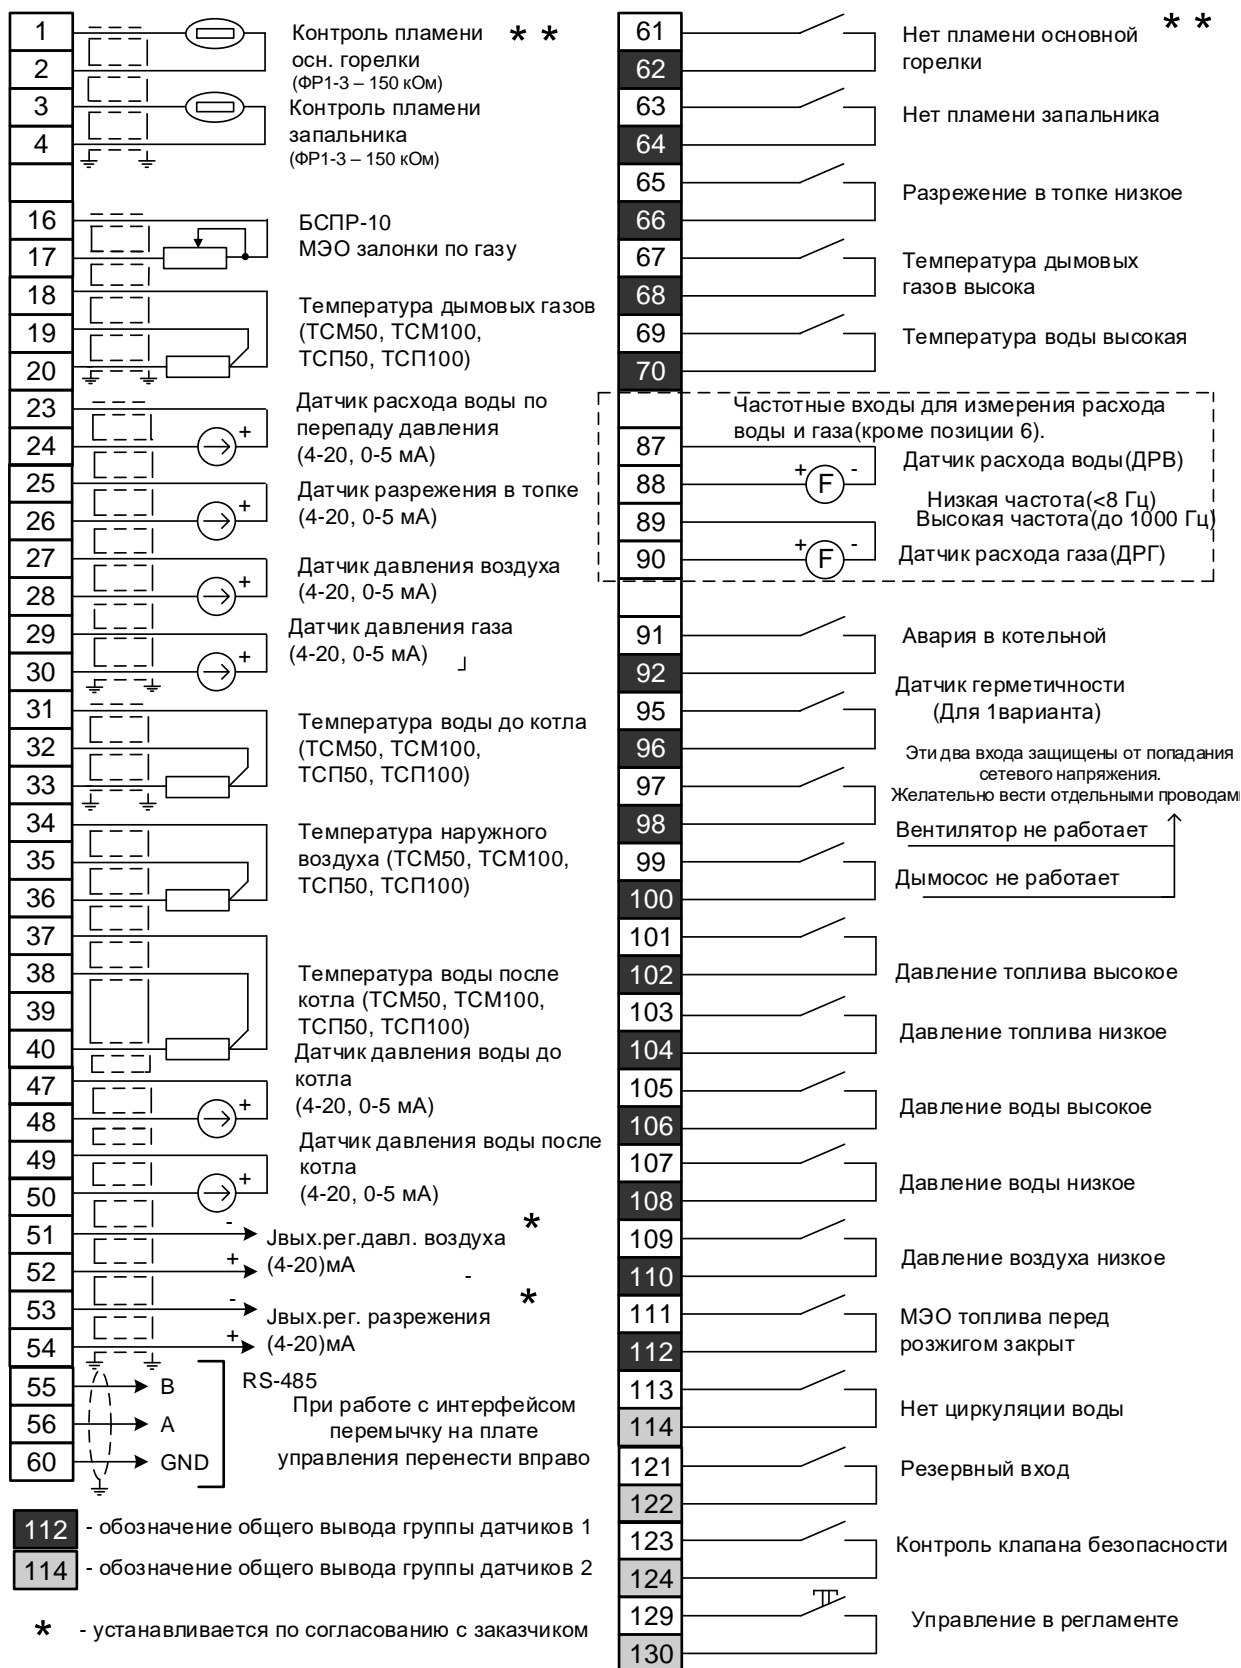 1
2
3
4
Контроль пламени * *
осн. горелки
(ФР1-3 – 150 кОм)
Контроль пламени
запальника
(ФР1-3 – 150 кОм)
16
17
БСПР-10
МЭО залонки по газу
18
19
20
Температура дымовых газов
(ТСМ50, ТСМ100,
ТСП50, ТСП100)
23
24
+
Датчик расхода воды по
перепаду давления
(4-20, 0-5 мА)
25
26
+
Датчик разрежения в топке
(4-20, 0-5 мА)
27
28
+
Датчик давления воздуха
(4-20, 0-5 мА)
29
30
+
Датчик давления газа
(4-20, 0-5 мА)
31
32
33
Температура воды до котла
(ТСМ50, ТСМ100,
ТСП50, ТСП100)
34
35
36
Температура наружного
воздуха (ТСМ50, ТСМ100,
ТСП50, ТСП100)
37
38
39
40
Температура воды после
котла (ТСМ50, ТСМ100,
ТСП50, ТСП100)
47
48
+
Датчик давления воды до
котла
(4-20, 0-5 мА)
49
50
+
Датчик давления воды после
котла
(4-20, 0-5 мА)
51
52
-
+
Jвых.рег.давл. воздуха *
(4-20)мА
-
53
54
-
+
Jвых.рег. разрежения *
(4-20)мА
55 B
56 A
60 GND
RS-485
При работе с интерфейсом
перемычку на плате
управления перенести вправо
112 - обозначение общего вывода группы датчиков 1
114 - обозначение общего вывода группы датчиков 2
* - устанавливается по согласованию с заказчиком
61
62
Нет пламени основной * *
горелки
63
64
Нет пламени запальника
65
66
Разрежение в топке низкое
67
68
Температура дымовых
газов высока
69
70
Температура воды высокая
Частотные входы для измерения расхода
воды и газа(кроме позиции 6).
87
88
+ F -
Датчик расхода воды(ДРВ)
Низкая частота(<8 Гц)
Высокая частота(до 1000 Гц)
89
90
+ F -
Датчик расхода газа(ДРГ)
91
92
Авария в котельной
95
96
Датчик герметичности
(Для 1варианта)
Эти два входа защищены от попадания
сетевого напряжения.
Желательно вести отдельными проводам
97
98
Вентилятор не работает
99
100
Дымосос не работает
101
102
Давление топлива высокое
103
104
Давление топлива низкое
105
106
Давление воды высокое
107
108
Давление воды низкое
109
110
Давление воздуха низкое
111
112
МЭО топлива перед
розжигом закрыт
113
114
Нет циркуляции воды
121
122
Резервный вход
123
124
Контроль клапана безопасности
129
130
Управление в регламенте